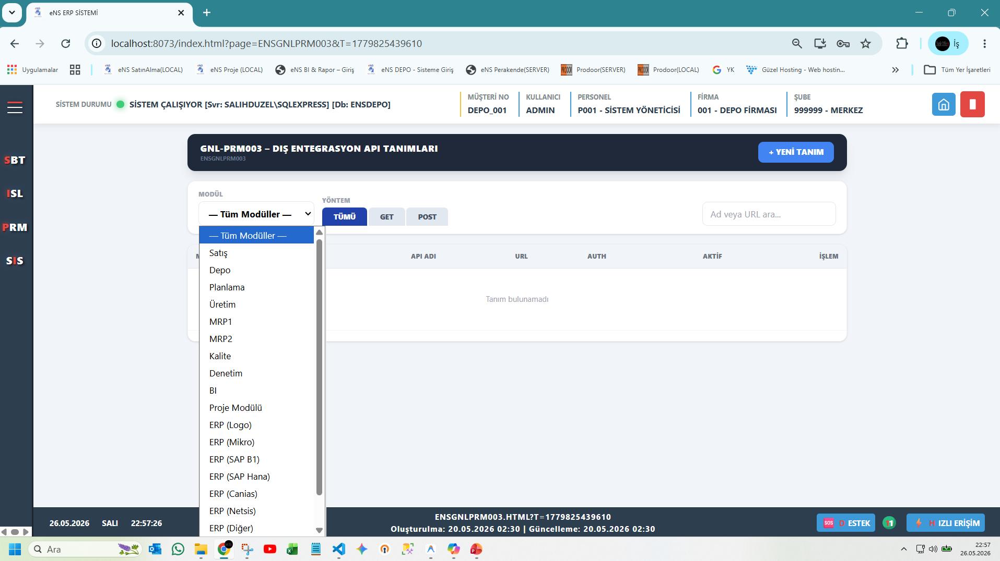 eNS ERP SİSTEMİ
localhost:8073/index.html?page=ENSGNLPRM003&T=1779825439610
İş
Uygulamalar
eNS SatınAlma(LOCAL)
eNS Proje (LOCAL)
eNS BI & Rapor – Giriş
eNS DEPO - Sisteme Giriş
eNS Perakende(SERVER)
Prodoor(SERVER)
Prodoor(LOCAL)
YK
Güzel Hosting - Web hostin...
Tüm Yer İşaretleri
SİSTEM DURUMU
SİSTEM ÇALIŞIYOR [Svr: SALIHDUZEL\SQLEXPRESS] [Db: ENSDEPO]
MÜŞTERİ NO
DEPO_001
KULLANICI
ADMIN
PERSONEL
P001 - SİSTEM YÖNETİCİSİ
FİRMA
001 - DEPO FİRMASI
ŞUBE
999999 - MERKEZ
SBT
ISL
PRM
SIS
GNL-PRM003 – DIŞ ENTEGRASYON API TANIMLARI
ENSGNLPRM003
+ YENİ TANIM
MODÜL
— Tüm Modüller —
YÖNTEM
TÜMÜ
GET
POST
Ad veya URL ara...
— Tüm Modüller —
Satış
Depo
Planlama
Üretim
MRP1
MRP2
Kalite
Denetim
BI
Proje Modülü
ERP (Logo)
ERP (Mikro)
ERP (SAP B1)
ERP (SAP Hana)
ERP (Canias)
ERP (Netsis)
ERP (Diğer)
API ADI
URL
AUTH
AKTİF
İŞLEM
Tanım bulunamadı
26.05.2026
SALI
22:57:26
ENSGNLPRM003.HTML?T=1779825439610
Oluşturulma: 20.05.2026 02:30 | Güncelleme: 20.05.2026 02:30
SOS
DESTEK
11
HIZLI ERİŞİM
Ara
22:57
26.05.2026